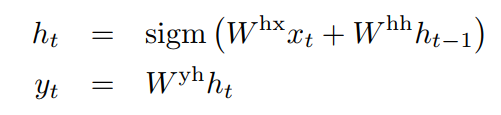 h_t = sigm (W^{hx} x_t + W^{hh} h_{t−1})
y_t = W^{yh} h_t